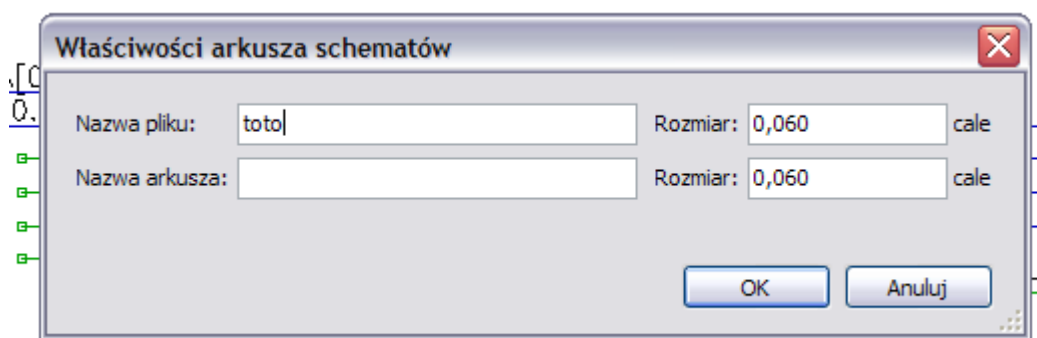 Właściwości arkusza schematów
Nazwa pliku: toto Rozmiar: 0,060 cale
Nazwa arkusza: Rozmiar: 0,060 cale
OK Anuluj